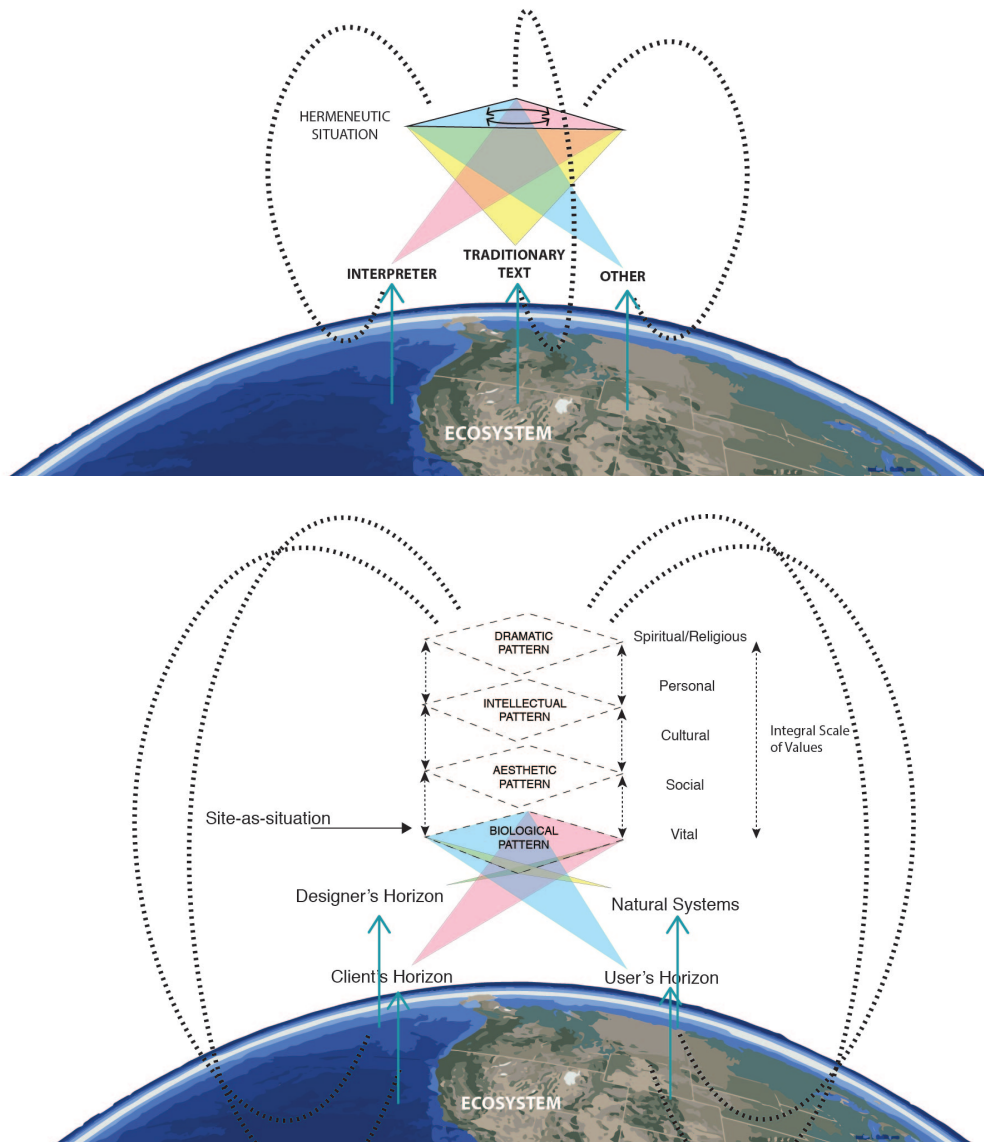 HERMENEUTIC
SITUATION
INTERPRETER
TRADITIONARY
TEXT
OTHER
ECOSYSTEM
DRAMATIC
PATTERN
Spiritual/Religious
Personal
INTELLECTUAL
PATTERN
Cultural
Integral Scale
of Values
AESTHETIC
PATTERN
Social
Site-as-situation
BIOLOGICAL
PATTERN
Vital
Designer's Horizon
Natural Systems
Client's Horizon
User's Horizon
ECOSYSTEM